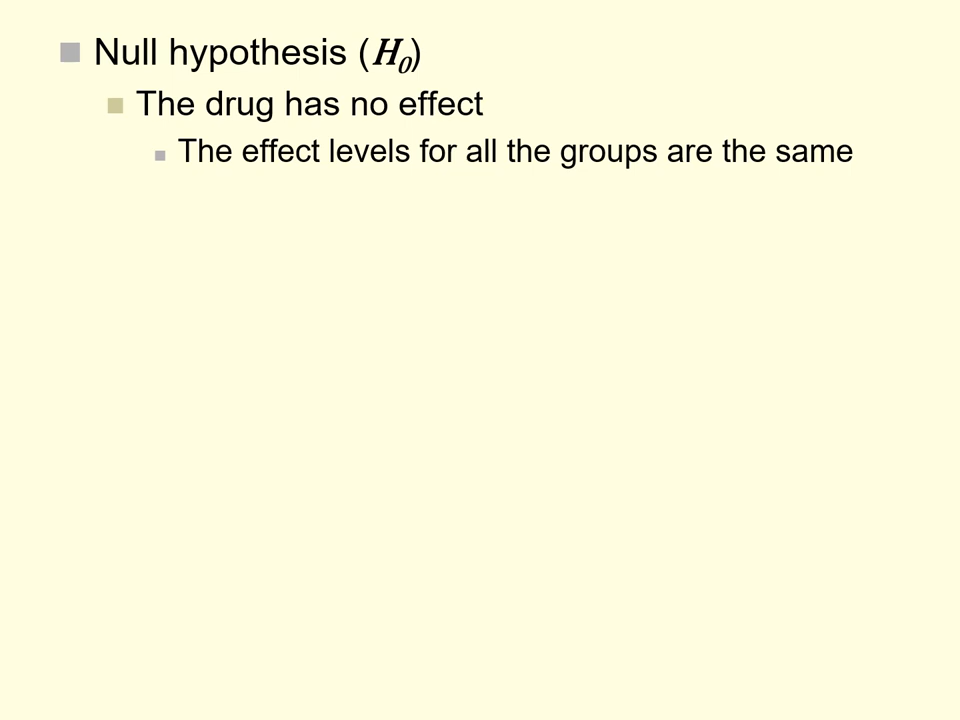 Null hypothesis (H₀)
The drug has no effect
The effect levels for all the groups are the same